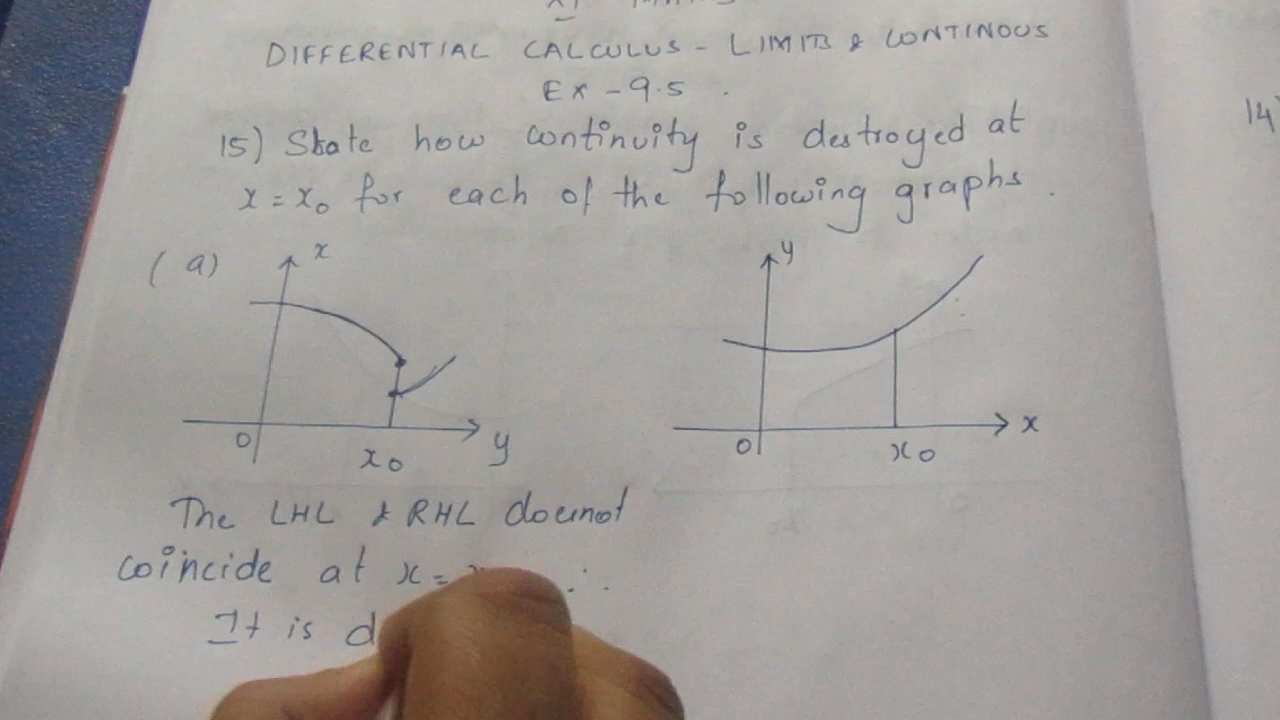 DIFFERENTIAL CALCULUS - LIMITS & CONTINOUS
EX - 9.5 .
15) State how continuity is destroyed at
x = x₀ for each of the following graphs .
(a)
x
0
x₀
y
y
0
x₀
x
The LHL & RHL doesnot
coincide at x = ∴
It is
14)